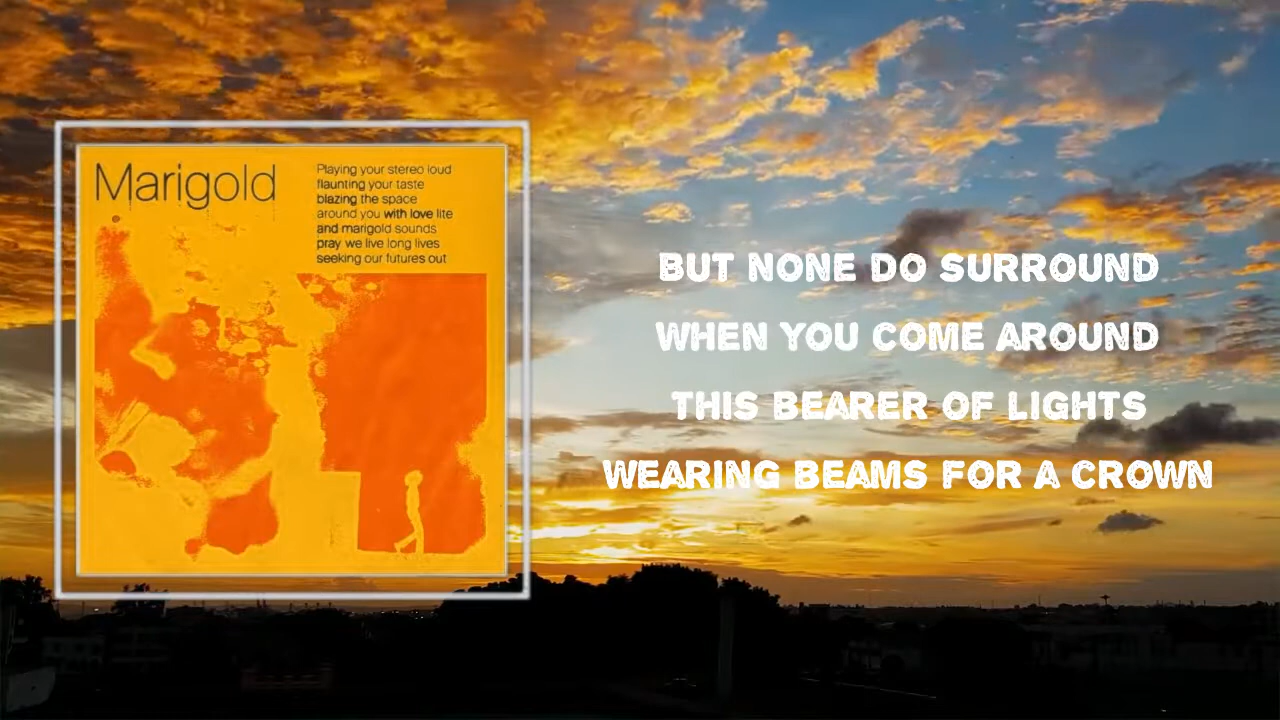 Marigold
Playing your stereo loud
flaunting your taste
blazing the space
around you with love lite
and marigold sounds
pray we live long lives
seeking our futures out
BUT NONE DO SURROUND
WHEN YOU COME AROUND
THIS BEARER OF LIGHTS
WEARING BEAMS FOR A CROWN